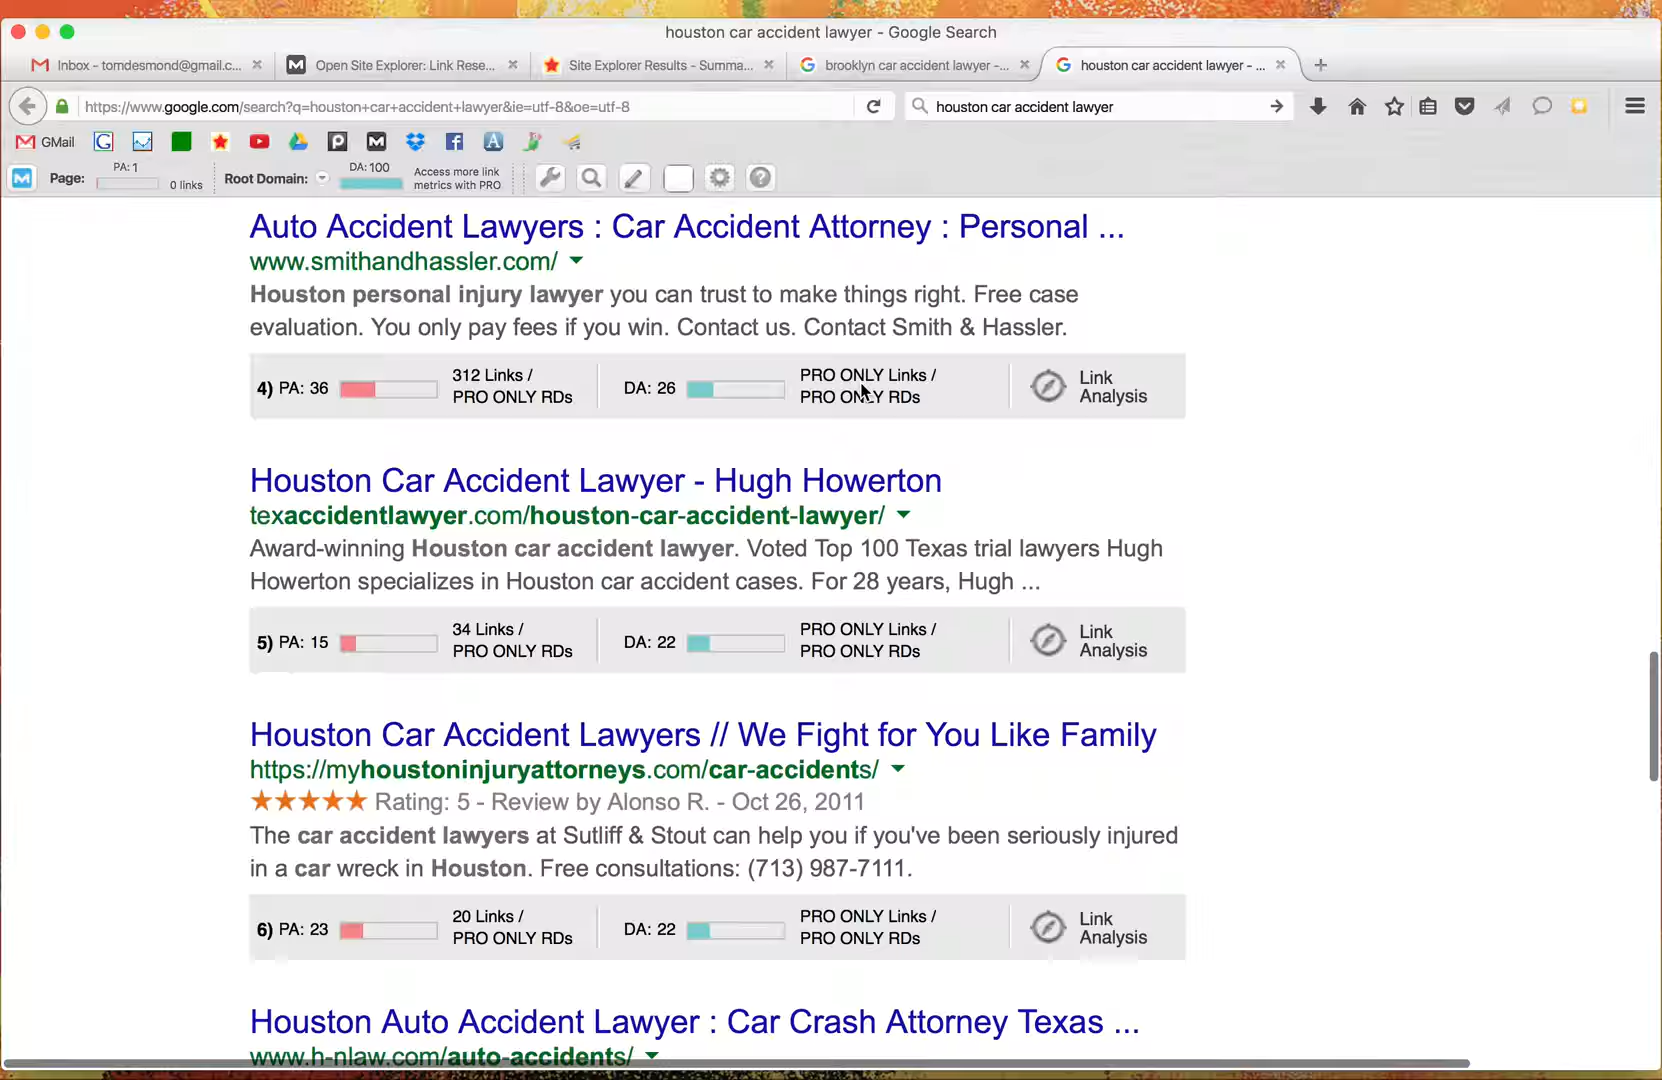 houston car accident lawyer - Google Search
Inbox - tomdesmond@gmail.c...
Open Site Explorer: Link Rese...
Site Explorer Results - Summa...
brooklyn car accident lawyer -...
houston car accident lawyer - ...
https://www.google.com/search?q=houston+car+accident+lawyer&ie=utf-8&oe=utf-8
houston car accident lawyer
GMail
Page:
PA: 1
0 links
Root Domain:
DA: 100
Access more link
metrics with PRO
Auto Accident Lawyers : Car Accident Attorney : Personal ...
www.smithandhassler.com/
Houston personal injury lawyer you can trust to make things right. Free case
evaluation. You only pay fees if you win. Contact us. Contact Smith & Hassler.
4) PA: 36
312 Links /
PRO ONLY RDs
DA: 26
PRO ONLY Links /
PRO ONLY RDs
Link
Analysis
Houston Car Accident Lawyer - Hugh Howerton
texaccidentlawyer.com/houston-car-accident-lawyer/
Award-winning Houston car accident lawyer. Voted Top 100 Texas trial lawyers Hugh
Howerton specializes in Houston car accident cases. For 28 years, Hugh ...
5) PA: 15
34 Links /
PRO ONLY RDs
DA: 22
PRO ONLY Links /
PRO ONLY RDs
Link
Analysis
Houston Car Accident Lawyers // We Fight for You Like Family
https://myhoustoninjuryattorneys.com/car-accidents/
Rating: 5 - Review by Alonso R. - Oct 26, 2011
The car accident lawyers at Sutliff & Stout can help you if you've been seriously injured
in a car wreck in Houston. Free consultations: (713) 987-7111.
6) PA: 23
20 Links /
PRO ONLY RDs
DA: 22
PRO ONLY Links /
PRO ONLY RDs
Link
Analysis
Houston Auto Accident Lawyer : Car Crash Attorney Texas ...
www.h-nlaw.com/auto-accidents/